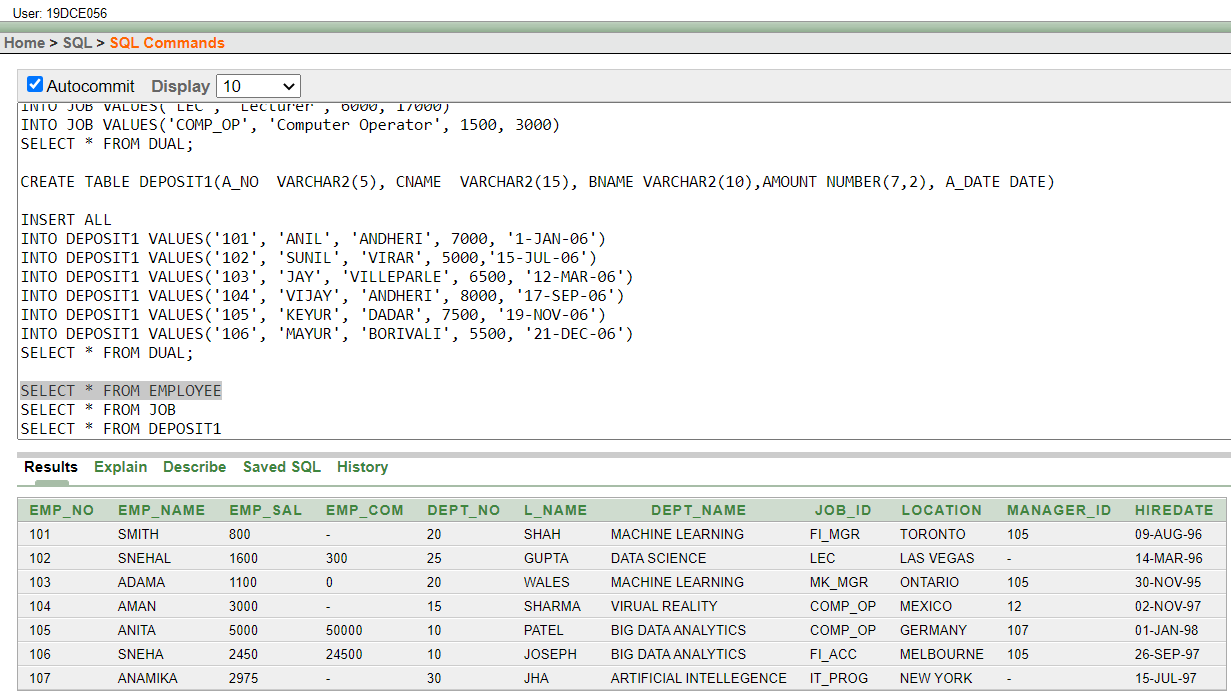 User: 19DCE056
Home > SQL > SQL Commands
Autocommit Display 10
INTO JOB VALUES('LEC', 'Lecturer', 6000, 17000)
INTO JOB VALUES('COMP_OP', 'Computer Operator', 1500, 3000)
SELECT * FROM DUAL;
CREATE TABLE DEPOSIT1(A_NO  VARCHAR2(5), CNAME  VARCHAR2(15), BNAME VARCHAR2(10),AMOUNT NUMBER(7,2), A_DATE DATE)
INSERT ALL
INTO DEPOSIT1 VALUES('101', 'ANIL', 'ANDHERI', 7000, '1-JAN-06')
INTO DEPOSIT1 VALUES('102', 'SUNIL', 'VIRAR', 5000,'15-JUL-06')
INTO DEPOSIT1 VALUES('103', 'JAY', 'VILLEPARLE', 6500, '12-MAR-06')
INTO DEPOSIT1 VALUES('104', 'VIJAY', 'ANDHERI', 8000, '17-SEP-06')
INTO DEPOSIT1 VALUES('105', 'KEYUR', 'DADAR', 7500, '19-NOV-06')
INTO DEPOSIT1 VALUES('106', 'MAYUR', 'BORIVALI', 5500, '21-DEC-06')
SELECT * FROM DUAL;
SELECT * FROM EMPLOYEE
SELECT * FROM JOB
SELECT * FROM DEPOSIT1
Results Explain Describe Saved SQL History
EMP_NO EMP_NAME EMP_SAL EMP_COM DEPT_NO L_NAME DEPT_NAME JOB_ID LOCATION MANAGER_ID HIREDATE
101 SMITH 800 - 20 SHAH MACHINE LEARNING FI_MGR TORONTO 105 09-AUG-96
102 SNEHAL 1600 300 25 GUPTA DATA SCIENCE LEC LAS VEGAS - 14-MAR-96
103 ADAMA 1100 0 20 WALES MACHINE LEARNING MK_MGR ONTARIO 105 30-NOV-95
104 AMAN 3000 - 15 SHARMA VIRUAL REALITY COMP_OP MEXICO 12 02-NOV-97
105 ANITA 5000 50000 10 PATEL BIG DATA ANALYTICS COMP_OP GERMANY 107 01-JAN-98
106 SNEHA 2450 24500 10 JOSEPH BIG DATA ANALYTICS FI_ACC MELBOURNE 105 26-SEP-97
107 ANAMIKA 2975 - 30 JHA ARTIFICIAL INTELLEGENCE IT_PROG NEW YORK - 15-JUL-97